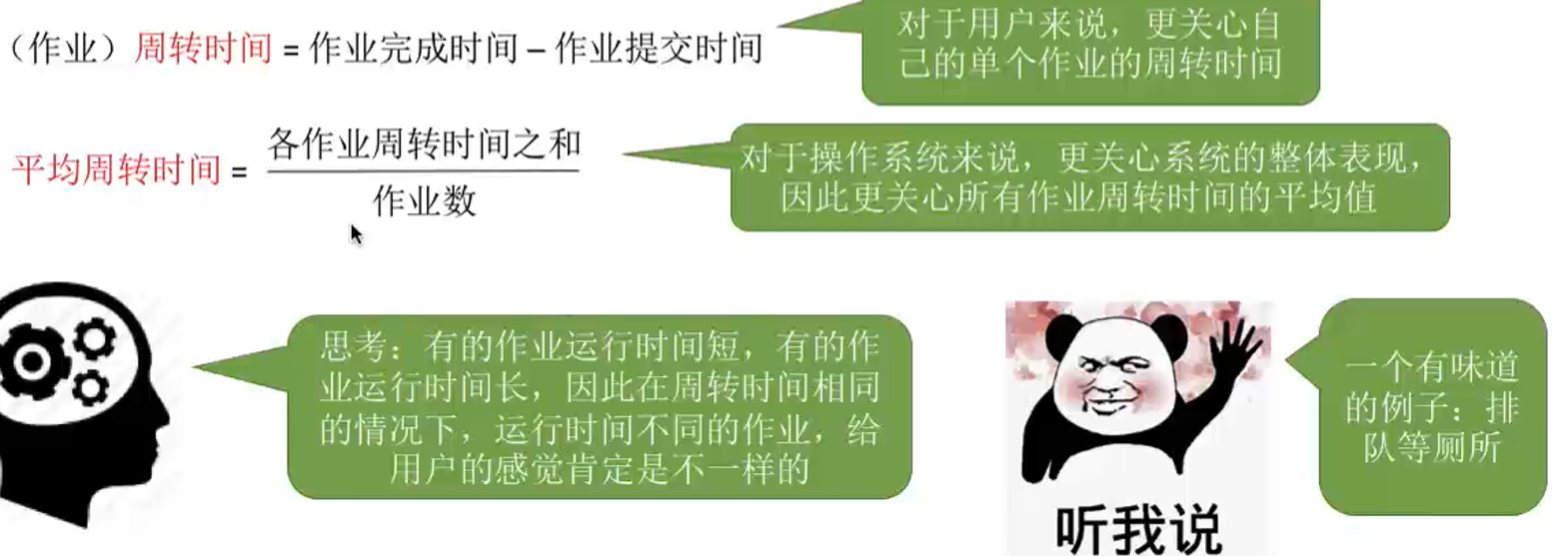 （作业）周转时间 = 作业完成时间 – 作业提交时间
对于用户来说，更关心自
己的单个作业的周转时间
平均周转时间 =
各作业周转时间之和
作业数
对于操作系统来说，更关心系统的整体表现，
因此更关心所有作业周转时间的平均值
思考：有的作业运行时间短，有的作
业运行时间长，因此在周转时间相同
的情况下，运行时间不同的作业，给
用户的感觉肯定是不一样的
一个有味道
的例子：排
队等厕所
听我说